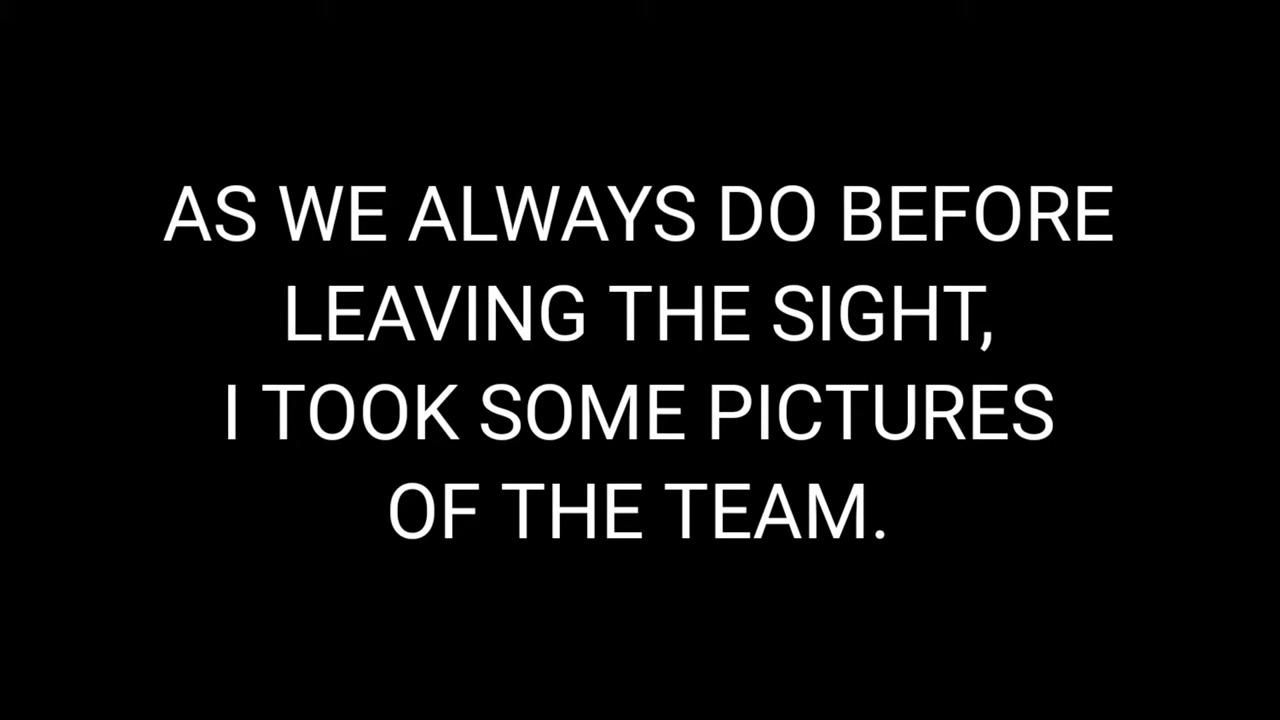 AS WE ALWAYS DO BEFORE
LEAVING THE SIGHT,
I TOOK SOME PICTURES
OF THE TEAM.